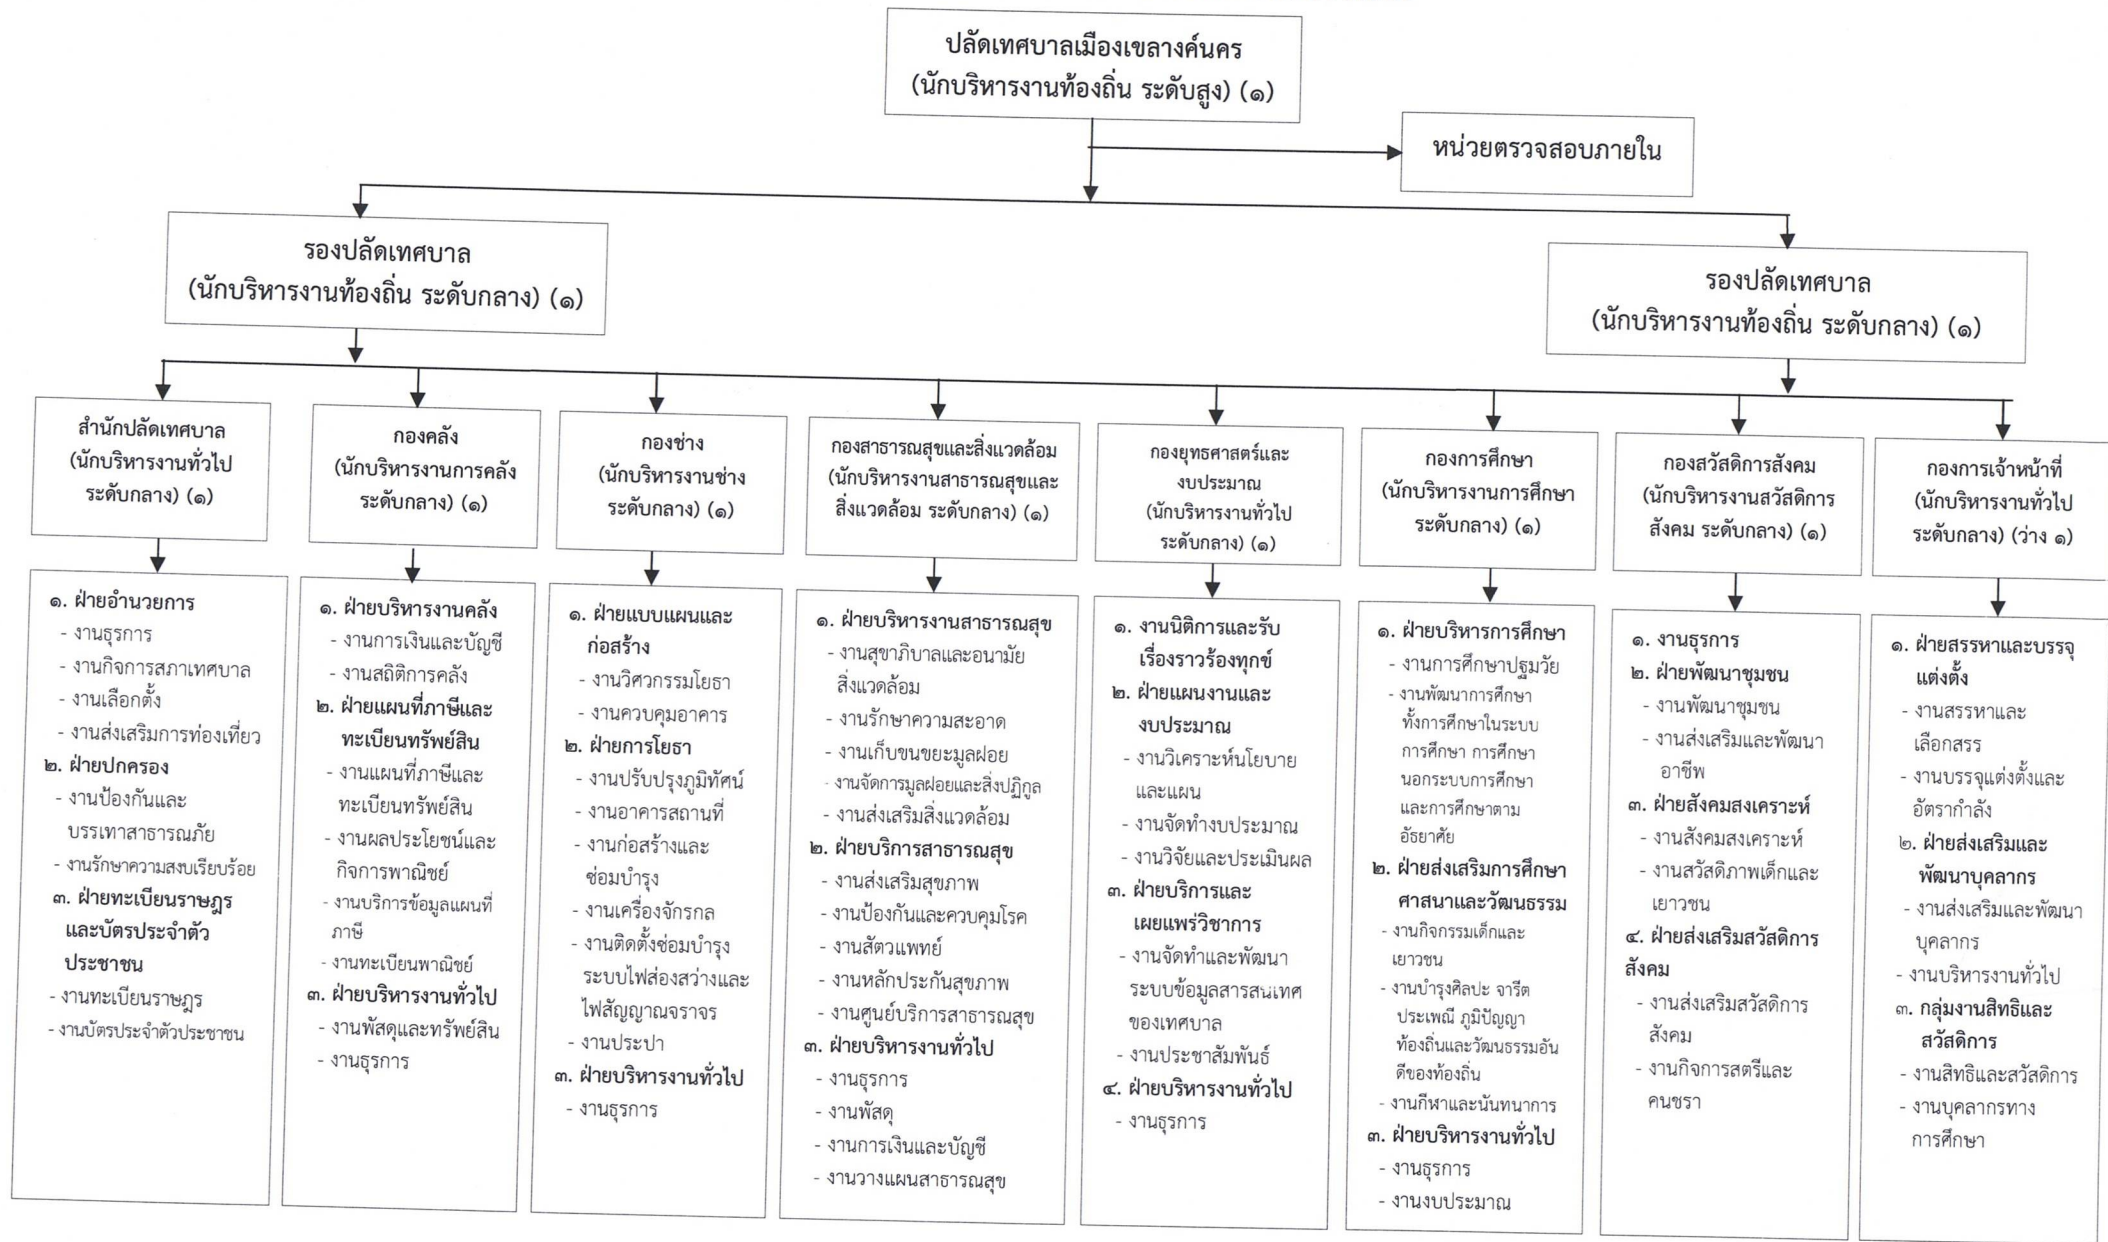 ปลัดเทศบาลเมืองเขลางค์นคร
(นักบริหารงานท้องถิ่น ระดับสูง) (๑)
หน่วยตรวจสอบภายใน
รองปลัดเทศบาล
(นักบริหารงานท้องถิ่น ระดับกลาง) (๑)
รองปลัดเทศบาล
(นักบริหารงานท้องถิ่น ระดับกลาง) (๑)
สำนักปลัดเทศบาล
(นักบริหารงานทั่วไป
ระดับกลาง) (๑)
กองคลัง
(นักบริหารงานการคลัง
ระดับกลาง) (๑)
กองช่าง
(นักบริหารงานช่าง
ระดับกลาง) (๑)
กองสาธารณสุขและสิ่งแวดล้อม
(นักบริหารงานสาธารณสุขและ
สิ่งแวดล้อม ระดับกลาง) (๑)
กองยุทธศาสตร์และ
งบประมาณ
(นักบริหารงานทั่วไป
ระดับกลาง) (๑)
กองการศึกษา
(นักบริหารงานการศึกษา
ระดับกลาง) (๑)
กองสวัสดิการสังคม
(นักบริหารงานสวัสดิการ
สังคม ระดับกลาง) (๑)
กองการเจ้าหน้าที่
(นักบริหารงานทั่วไป
ระดับกลาง) (ว่าง ๑)
๑. ฝ่ายอำนวยการ
- งานธุรการ
- งานกิจการสภาเทศบาล
- งานเลือกตั้ง
- งานส่งเสริมการท่องเที่ยว
๒. ฝ่ายปกครอง
- งานป้องกันและ
บรรเทาสาธารณภัย
- งานรักษาความสงบเรียบร้อย
๓. ฝ่ายทะเบียนราษฎร
และบัตรประจำตัว
ประชาชน
- งานทะเบียนราษฎร
- งานบัตรประจำตัวประชาชน
๑. ฝ่ายบริหารงานคลัง
- งานการเงินและบัญชี
- งานสถิติการคลัง
๒. ฝ่ายแผนที่ภาษีและ
ทะเบียนทรัพย์สิน
- งานแผนที่ภาษีและ
ทะเบียนทรัพย์สิน
- งานผลประโยชน์และ
กิจการพาณิชย์
- งานบริการข้อมูลแผนที่
ภาษี
- งานทะเบียนพาณิชย์
๓. ฝ่ายบริหารงานทั่วไป
- งานพัสดุและทรัพย์สิน
- งานธุรการ
๑. ฝ่ายแบบแผนและ
ก่อสร้าง
- งานวิศวกรรมโยธา
- งานควบคุมอาคาร
๒. ฝ่ายการโยธา
- งานปรับปรุงภูมิทัศน์
- งานอาคารสถานที่
- งานก่อสร้างและ
ซ่อมบำรุง
- งานเครื่องจักรกล
- งานติดตั้งซ่อมบำรุง
ระบบไฟส่องสว่างและ
ไฟสัญญาณจราจร
- งานประปา
๓. ฝ่ายบริหารงานทั่วไป
- งานธุรการ
๑. ฝ่ายบริหารงานสาธารณสุข
- งานสุขาภิบาลและอนามัย
สิ่งแวดล้อม
- งานรักษาความสะอาด
- งานเก็บขนขยะมูลฝอย
- งานจัดการมูลฝอยและสิ่งปฏิกูล
- งานส่งเสริมสิ่งแวดล้อม
๒. ฝ่ายบริการสาธารณสุข
- งานส่งเสริมสุขภาพ
- งานป้องกันและควบคุมโรค
- งานสัตวแพทย์
- งานหลักประกันสุขภาพ
- งานศูนย์บริการสาธารณสุข
๓. ฝ่ายบริหารงานทั่วไป
- งานธุรการ
- งานพัสดุ
- งานการเงินและบัญชี
- งานวางแผนสาธารณสุข
๑. งานนิติการและรับ
เรื่องราวร้องทุกข์
๒. ฝ่ายแผนงานและ
งบประมาณ
- งานวิเคราะห์นโยบาย
และแผน
- งานจัดทำงบประมาณ
- งานวิจัยและประเมินผล
๓. ฝ่ายบริการและ
เผยแพร่วิชาการ
- งานจัดทำและพัฒนา
ระบบข้อมูลสารสนเทศ
ของเทศบาล
- งานประชาสัมพันธ์
๔. ฝ่ายบริหารงานทั่วไป
- งานธุรการ
๑. ฝ่ายบริหารการศึกษา
- งานการศึกษาปฐมวัย
- งานพัฒนาการศึกษา
ทั้งการศึกษาในระบบ
การศึกษา การศึกษา
นอกระบบการศึกษา
และการศึกษาตาม
อัธยาศัย
๒. ฝ่ายส่งเสริมการศึกษา
ศาสนาและวัฒนธรรม
- งานกิจกรรมเด็กและ
เยาวชน
- งานบำรุงศิลปะ จารีต
ประเพณี ภูมิปัญญา
ท้องถิ่นและวัฒนธรรมอัน
ดีของท้องถิ่น
- งานกีฬาและนันทนาการ
๓. ฝ่ายบริหารงานทั่วไป
- งานธุรการ
- งานงบประมาณ
๑. งานธุรการ
๒. ฝ่ายพัฒนาชุมชน
- งานพัฒนาชุมชน
- งานส่งเสริมและพัฒนา
อาชีพ
๓. ฝ่ายสังคมสงเคราะห์
- งานสังคมสงเคราะห์
- งานสวัสดิภาพเด็กและ
เยาวชน
๔. ฝ่ายส่งเสริมสวัสดิการ
สังคม
- งานส่งเสริมสวัสดิการ
สังคม
- งานกิจการสตรีและ
คนชรา
๑. ฝ่ายสรรหาและบรรจุ
แต่งตั้ง
- งานสรรหาและ
เลือกสรร
- งานบรรจุแต่งตั้งและ
อัตรากำลัง
๒. ฝ่ายส่งเสริมและ
พัฒนาบุคลากร
- งานส่งเสริมและพัฒนา
บุคลากร
- งานบริหารงานทั่วไป
๓. กลุ่มงานสิทธิและ
สวัสดิการ
- งานสิทธิและสวัสดิการ
- งานบุคลากรทาง
การศึกษา